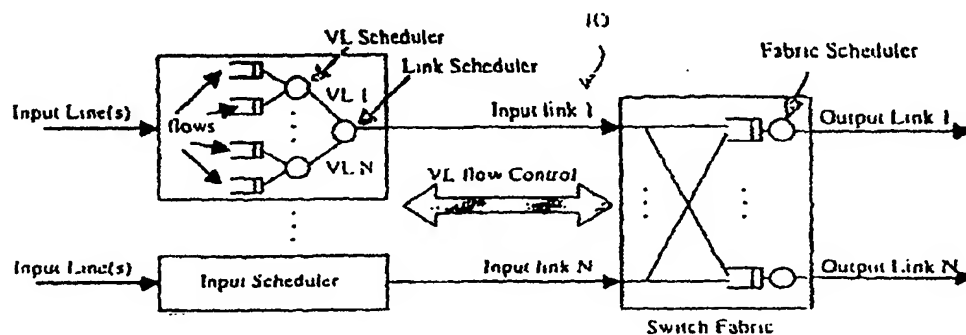 10
VL Scheduler
Fabric Scheduler
Link Scheduler
Input Line(s)
flows
VL 1
Input link 1
Output Link 1
VL N
VL flow Control
Input Line(s)
Input Scheduler
Input link N
Output Link N
Switch Fabric